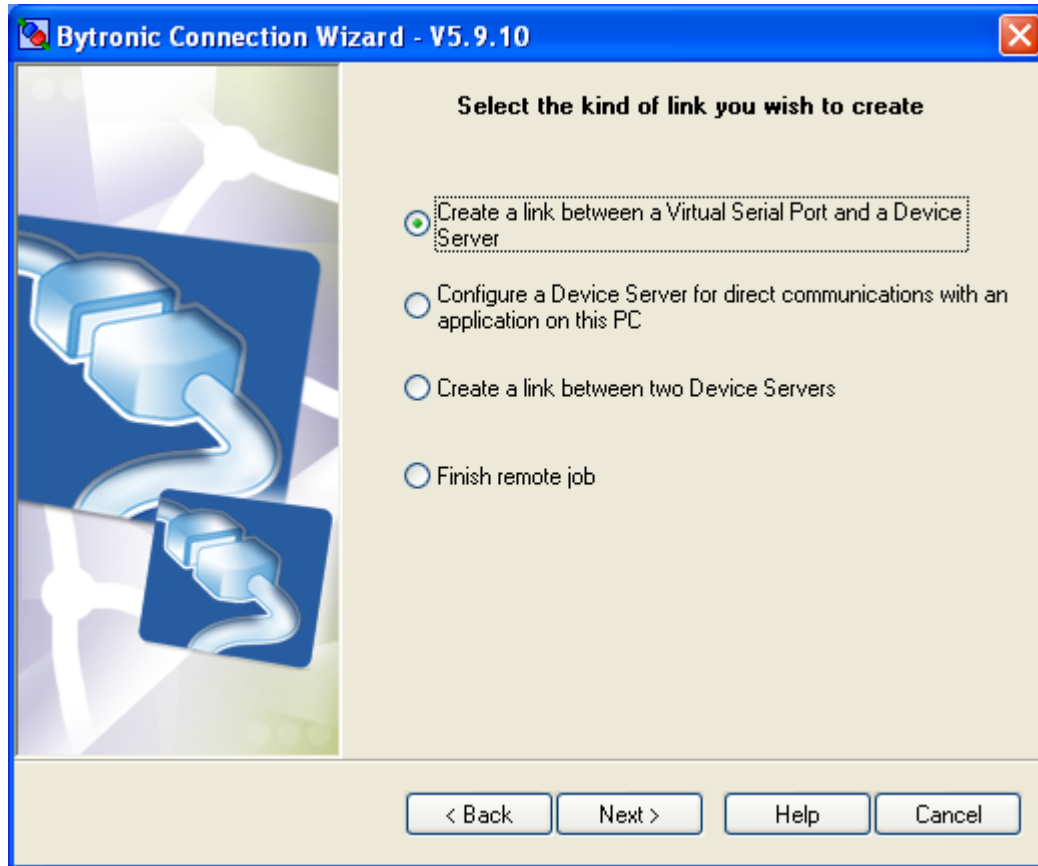 Bytronic Connection Wizard - V5.9.10
Select the kind of link you wish to create
Create a link between a Virtual Serial Port and a Device
Server
Configure a Device Server for direct communications with an
application on this PC
Create a link between two Device Servers
Finish remote job
< Back
Next >
Help
Cancel